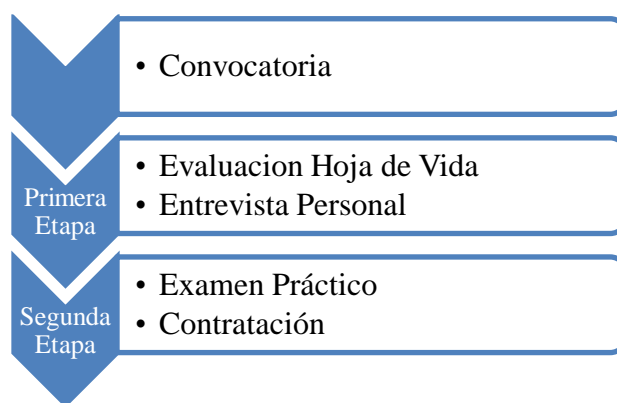 • Convocatoria
Primera
Etapa
• Evaluacion Hoja de Vida
• Entrevista Personal
Segunda
Etapa
• Examen Práctico
• Contratación